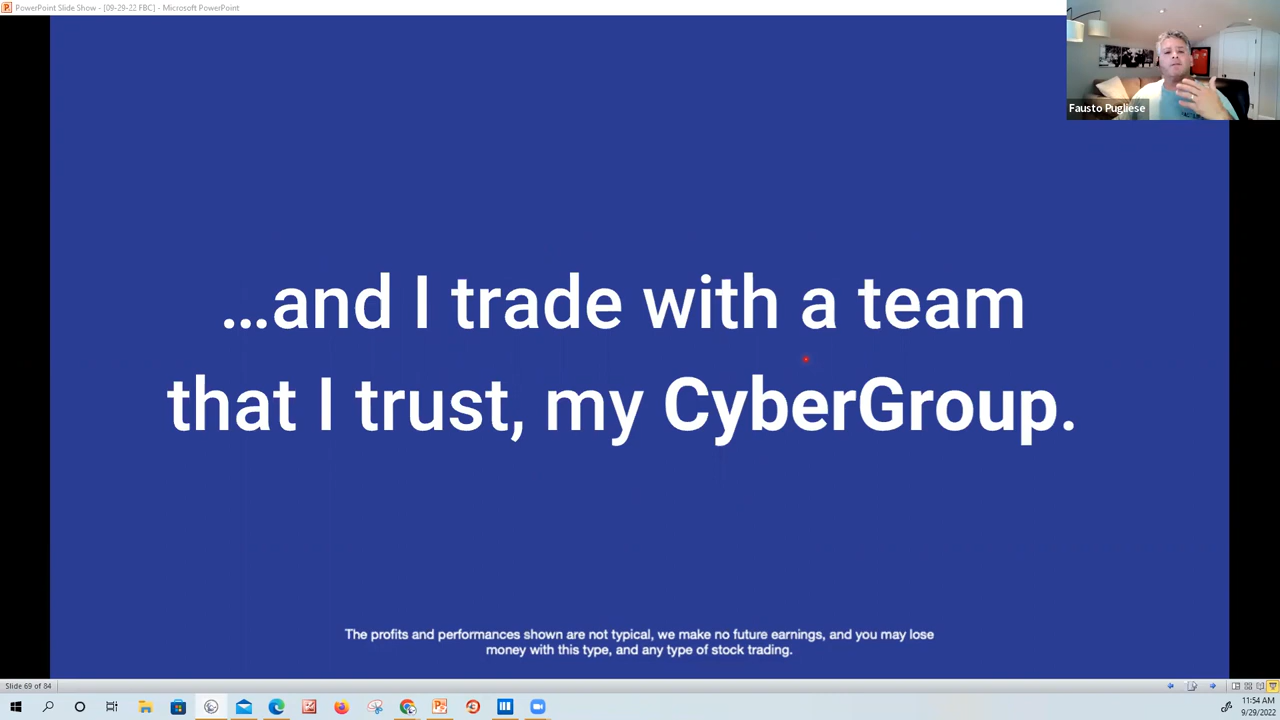 PowerPoint Slide Show - [09-29-22 FBC] - Microsoft PowerPoint
Fausto Pugliese
...and I trade with a team
that I trust, my CyberGroup.
The profits and performances shown are not typical, we make no future earnings, and you may lose
money with this type, and any type of stock trading.
Slide 69 of 84
11:54 AM
9/29/2022